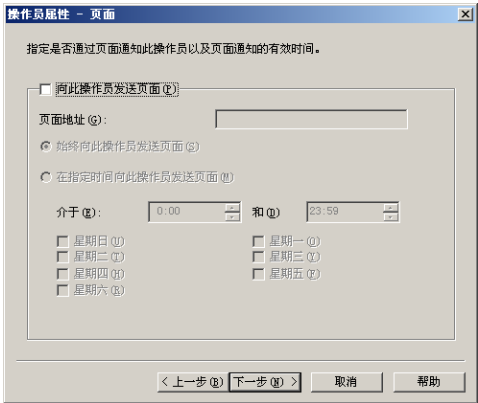 操作员属性 - 页面
指定是否通过页面通知此操作员以及页面通知的有效时间。
向此操作员发送页面(P)
页面地址(G):
始终向此操作员发送页面(S)
在指定时间向此操作员发送页面(M)
介于(E): 0:00 和(D) 23:59
星期日(U) 星期一(O)
星期二(T) 星期三(Y)
星期四(H) 星期五(F)
星期六(R)
< 上一步(B) 下一步(N) > 取消 帮助